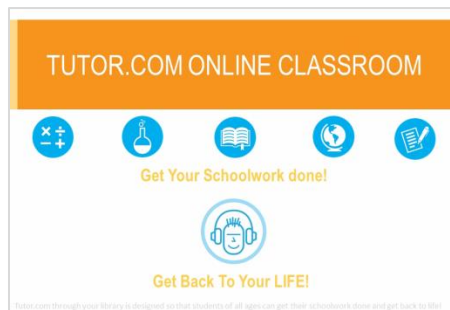 TUTOR.COM ONLINE CLASSROOM
Get Your Schoolwork done!
Get Back To Your LIFE!
Tutor.com through your library is designed so that students of all ages can get their schoolwork done and get back to life!